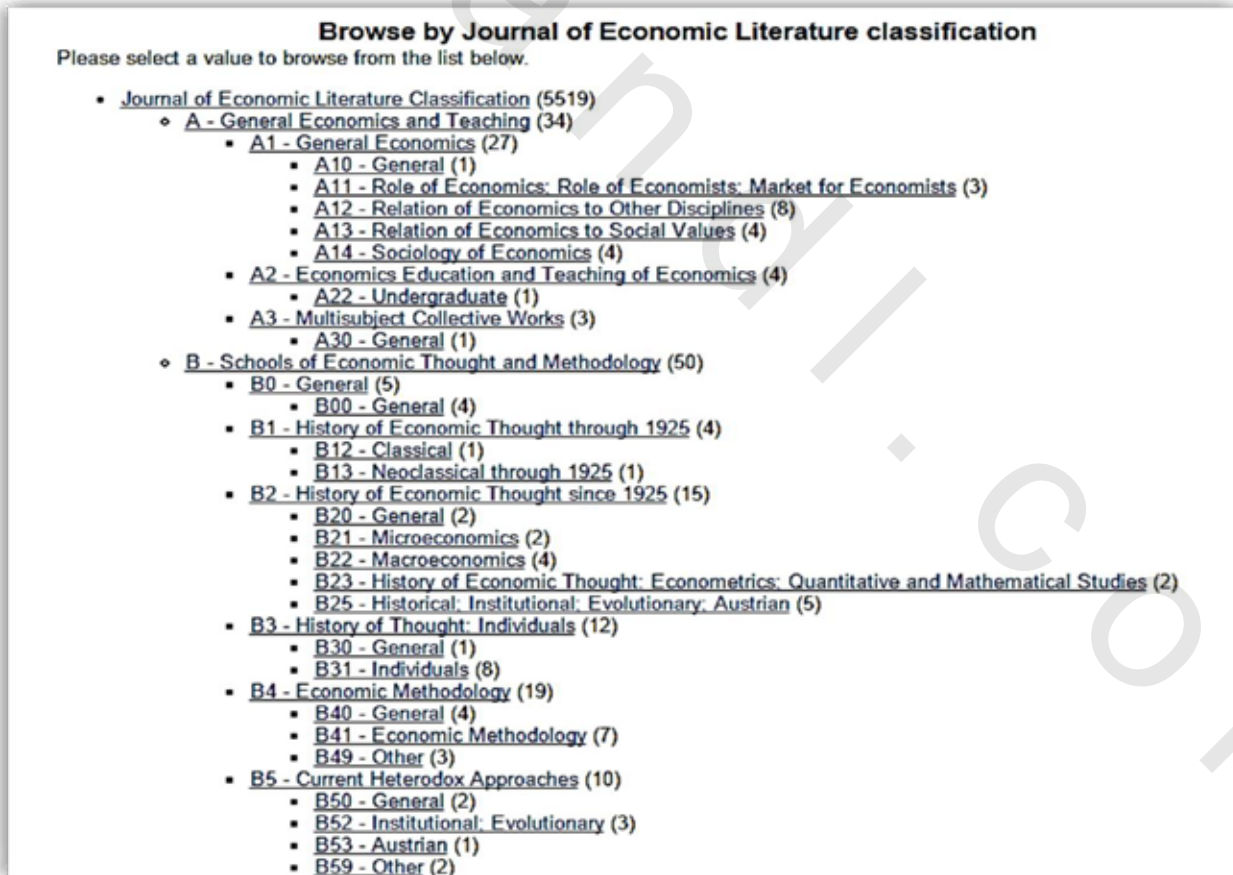 Browse by Journal of Economic Literature classification
Please select a value to browse from the list below.
Journal of Economic Literature Classification (5519)
A - General Economics and Teaching (34)
A1 - General Economics (27)
A10 - General (1)
A11 - Role of Economics; Role of Economists; Market for Economists (3)
A12 - Relation of Economics to Other Disciplines (8)
A13 - Relation of Economics to Social Values (4)
A14 - Sociology of Economics (4)
A2 - Economics Education and Teaching of Economics (4)
A22 - Undergraduate (1)
A3 - Multisubject Collective Works (3)
A30 - General (1)
B - Schools of Economic Thought and Methodology (50)
B0 - General (5)
B00 - General (4)
B1 - History of Economic Thought through 1925 (4)
B12 - Classical (1)
B13 - Neoclassical through 1925 (1)
B2 - History of Economic Thought since 1925 (15)
B20 - General (2)
B21 - Microeconomics (2)
B22 - Macroeconomics (4)
B23 - History of Economic Thought: Econometrics; Quantitative and Mathematical Studies (2)
B25 - Historical; Institutional; Evolutionary; Austrian (5)
B3 - History of Thought: Individuals (12)
B30 - General (1)
B31 - Individuals (8)
B4 - Economic Methodology (19)
B40 - General (4)
B41 - Economic Methodology (7)
B49 - Other (3)
B5 - Current Heterodox Approaches (10)
B50 - General (2)
B52 - Institutional; Evolutionary (3)
B53 - Austrian (1)
B59 - Other (2)